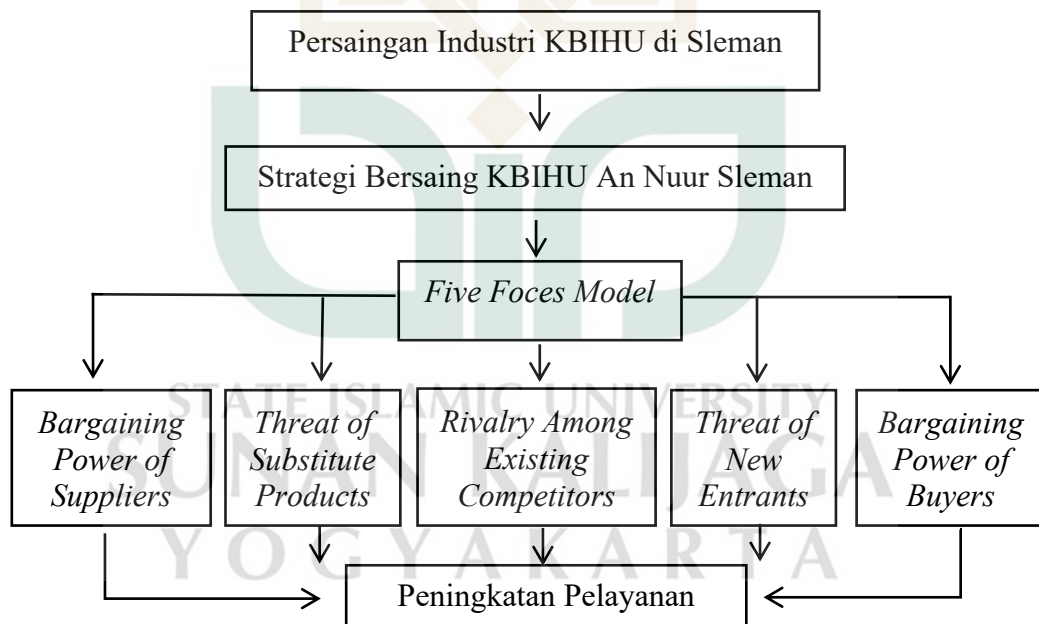 Persaingan Industri KBIHU di Sleman
Strategi Bersaing KBIHU An Nuur Sleman
Five Foces Model
Bargaining
Power of
Suppliers
Threat of
Substitute
Products
Rivalry Among
Existing
Competitors
Threat of
New
Entrants
Bargaining
Power of
Buyers
STATE ISLAMIC UNIVERSITY
SUNAN KALIJAGA
YOGYAKARTA
Peningkatan Pelayanan